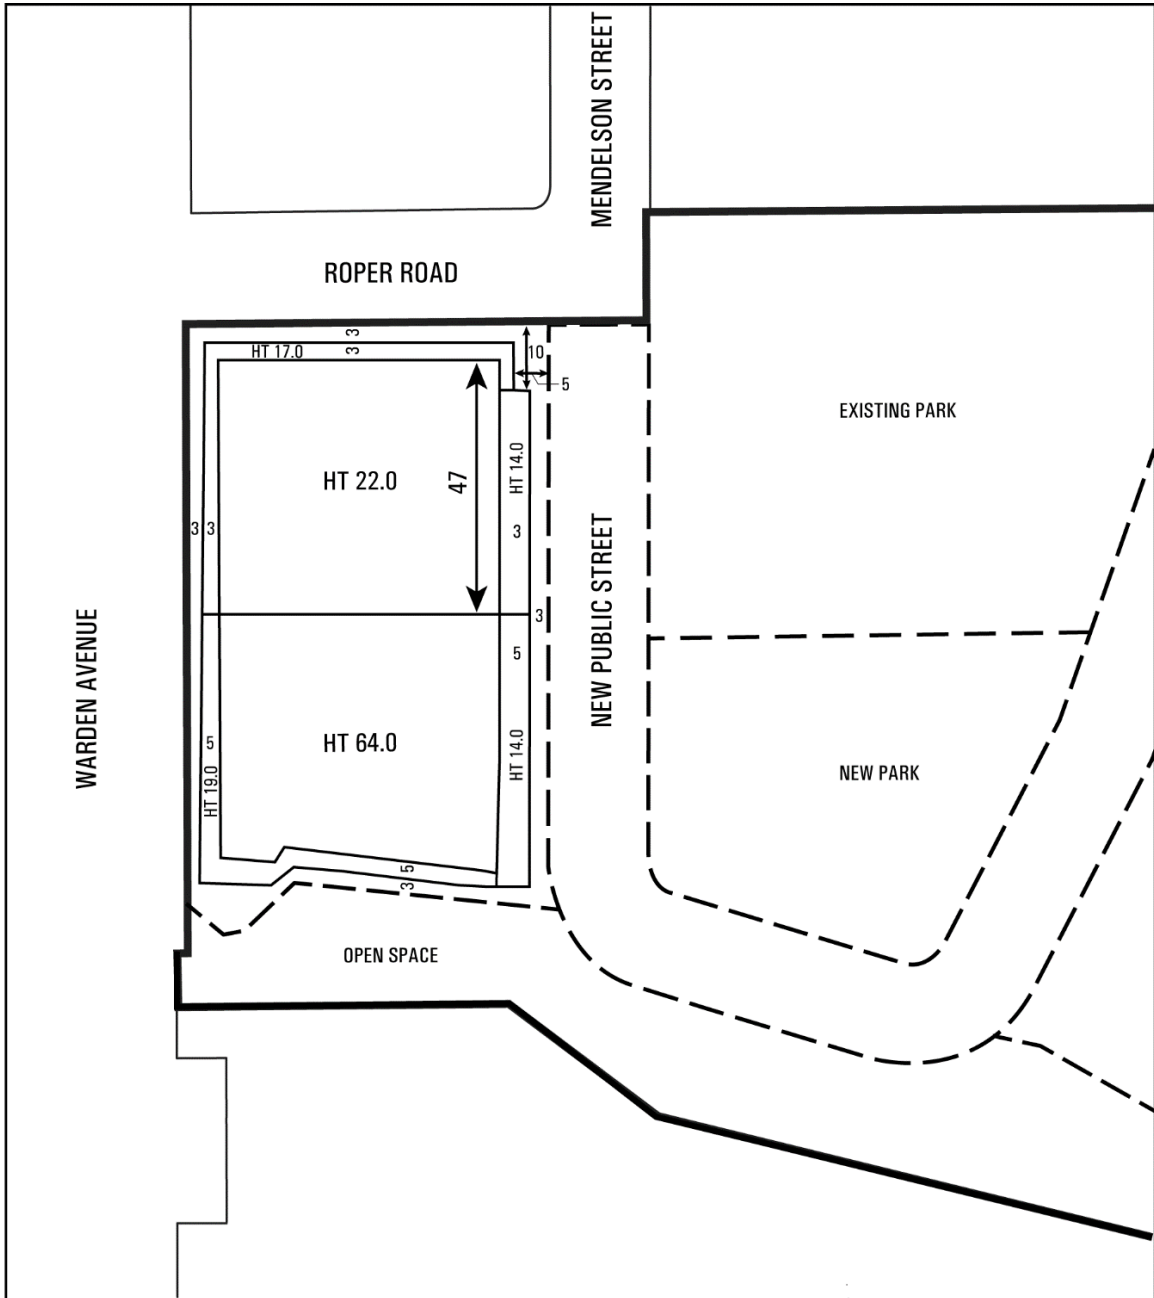 MENDELSON STREET
ROPER ROAD
3
HT 17.0
3
10
5
EXISTING PARK
HT 22.0
47
HT 14.0
3
3
3
NEW PUBLIC STREET
3
5
WARDEN AVENUE
5
HT 19.0
HT 64.0
HT 14.0
NEW PARK
5
3
OPEN SPACE